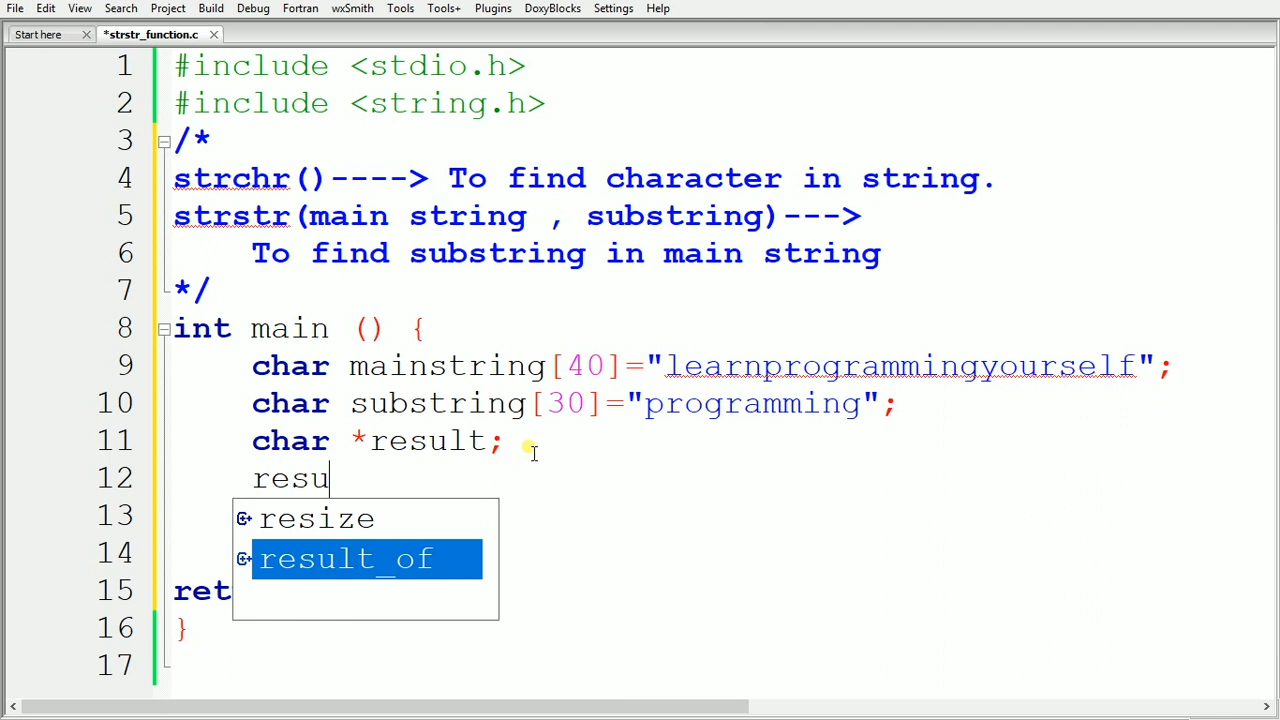 File Edit View Search Project Build Debug Fortran wxSmith Tools Tools+ Plugins DoxyBlocks Settings Help
Start here *strstr_function.c
1 #include <stdio.h>
2 #include <string.h>
3 /*
4 strchr()----> To find character in string.
5 strstr(main string , substring)--->
6 To find substring in main string
7 */
8 int main () {
9 char mainstring[40]="learnprogrammingyourself";
10 char substring[30]="programming";
11 char *result;
12 resu
13 resize
14 result_of
15 ret
16 }
17